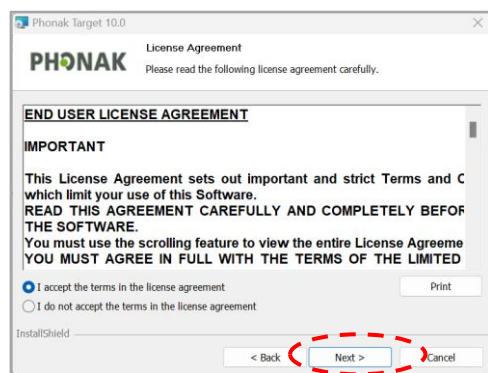 Phonak Target 10.0
PHONAK
License Agreement
Please read the following license agreement carefully.
END USER LICENSE AGREEMENT
IMPORTANT
This License Agreement sets out important and strict Terms and C
which limit your use of this Software.
READ THIS AGREEMENT CAREFULLY AND COMPLETELY BEFOR
THE SOFTWARE.
You must use the scrolling feature to view the entire License Agreeme
YOU MUST AGREE IN FULL WITH THE TERMS OF THE LIMITED
I accept the terms in the license agreement
Print
I do not accept the terms in the license agreement
InstallShield
< Back
Next >
Cancel